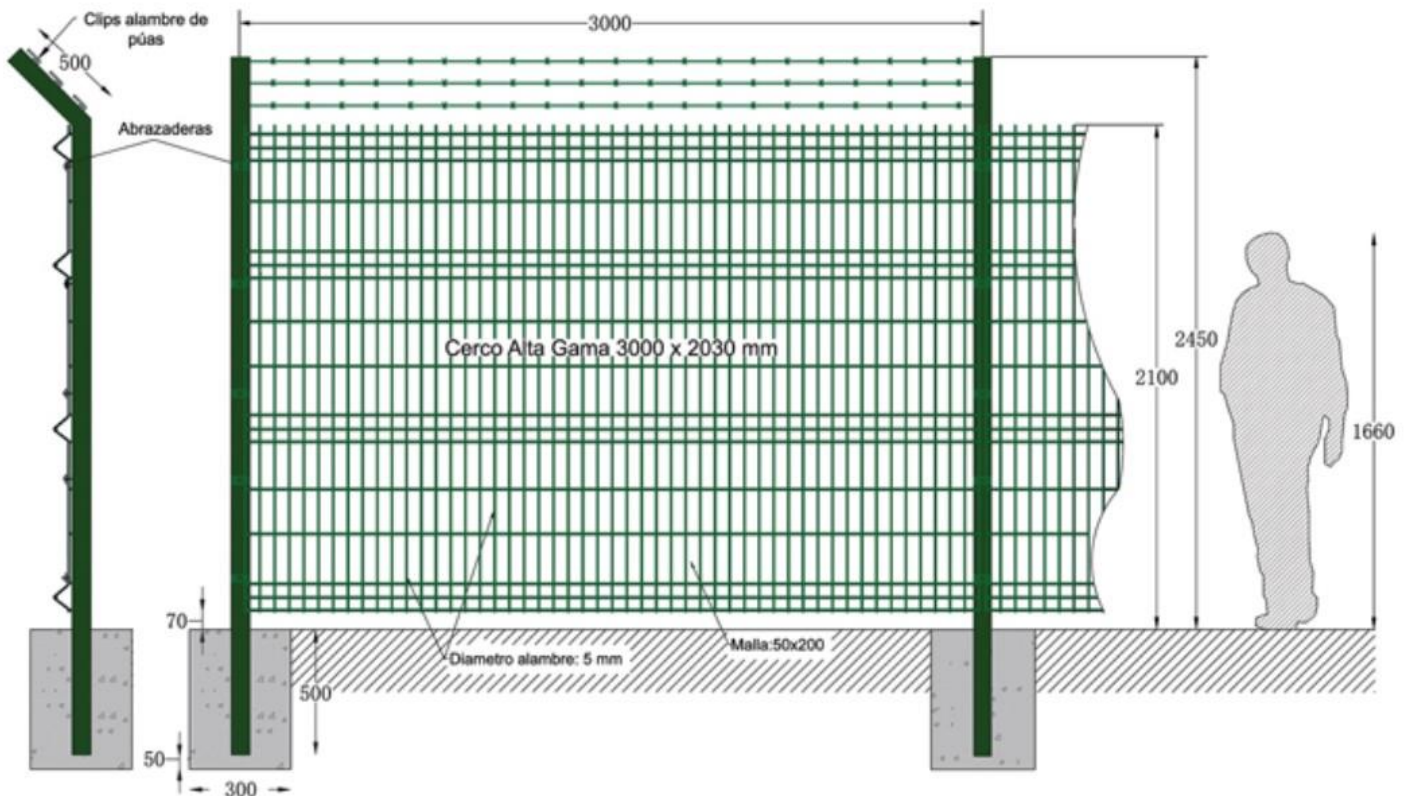 Clips alambre de
púas
500
3000
Abrazaderas
Cerco Alta Gama 3000 x 2030 mm
2450
2100
1660
70
Diametro alambre: 5 mm
Malla:50x200
500
50
300